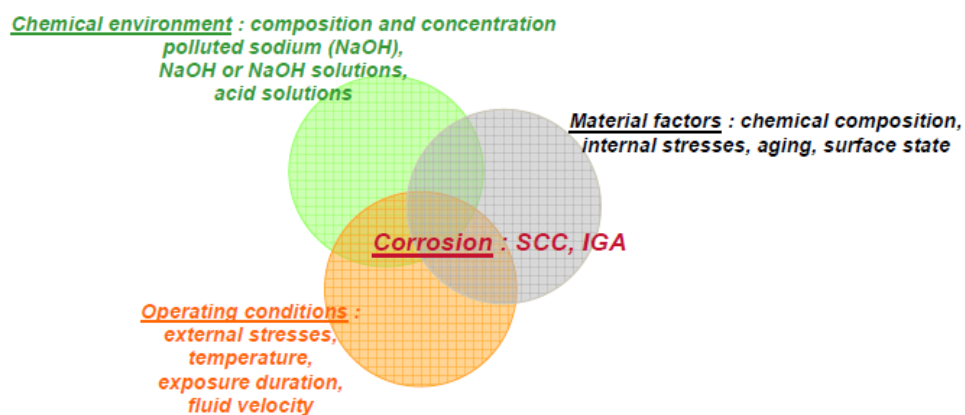 Chemical environment : composition and concentration
polluted sodium (NaOH),
NaOH or NaOH solutions,
acid solutions
Material factors : chemical composition,
internal stresses, aging, surface state
Corrosion : SCC, IGA
Operating conditions :
external stresses,
temperature,
exposure duration,
fluid velocity